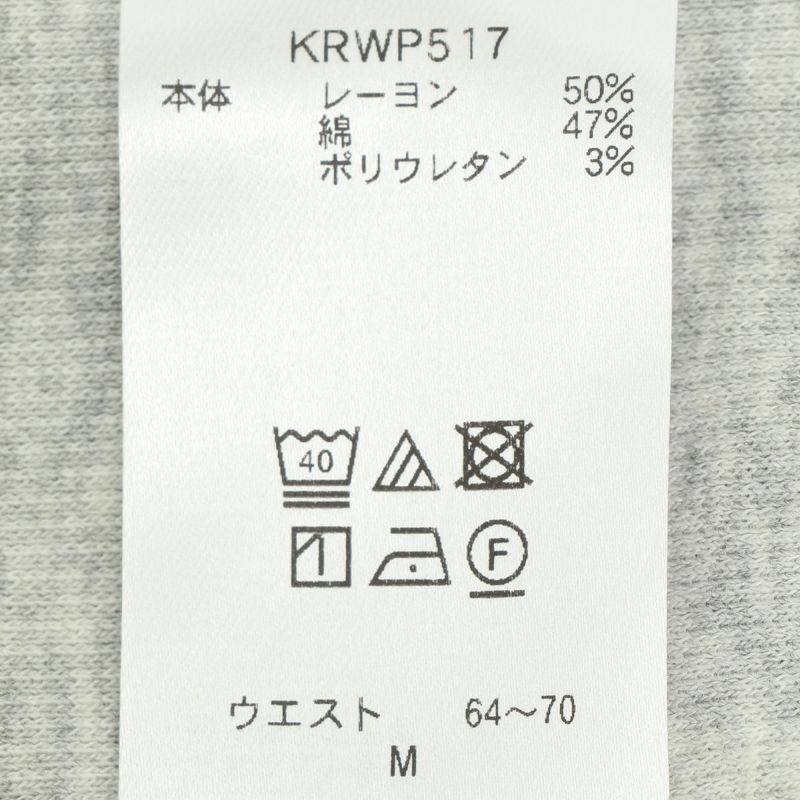 KRWP517
本体 レーヨン 50%
綿 47%
ポリウレタン 3%
40
F
ウエスト 64～70
M